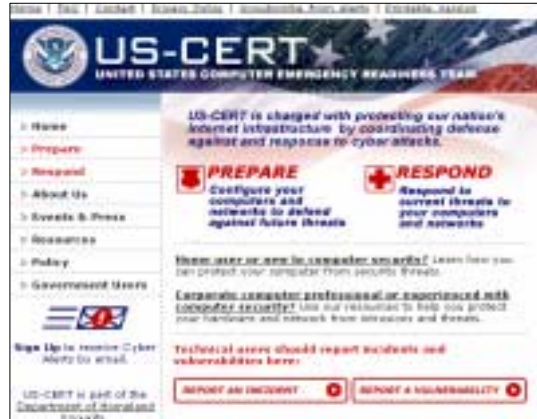 Home | FAQ | Contact | Privacy Policy | Unsubscribe from Alerts | Printable Version
US-CERT
UNITED STATES COMPUTER EMERGENCY READINESS TEAM
US-CERT is charged with protecting our nation's
Internet infrastructure by coordinating defense
against and response to cyber attacks.
> Home
> Prepare
> Respond
> About Us
> Events & Press
> Resources
> Policy
> Government Users
Sign Up to receive Cyber
Alerts by email.
US-CERT is part of the
Department of Homeland
PREPARE
Configure your
computers and
networks to defend
against future threats
RESPOND
Respond to
current threats to
your computers
and networks
Home user or new to computer security? Learn how you
can protect your computer from security threats.
Corporate computer professional or experienced with
computer security? Use our resources to help you protect
your hardware and network from intrusions and threats.
Technical users should report incidents and
vulnerabilities here:
REPORT AN INCIDENT
REPORT A VULNERABILITY